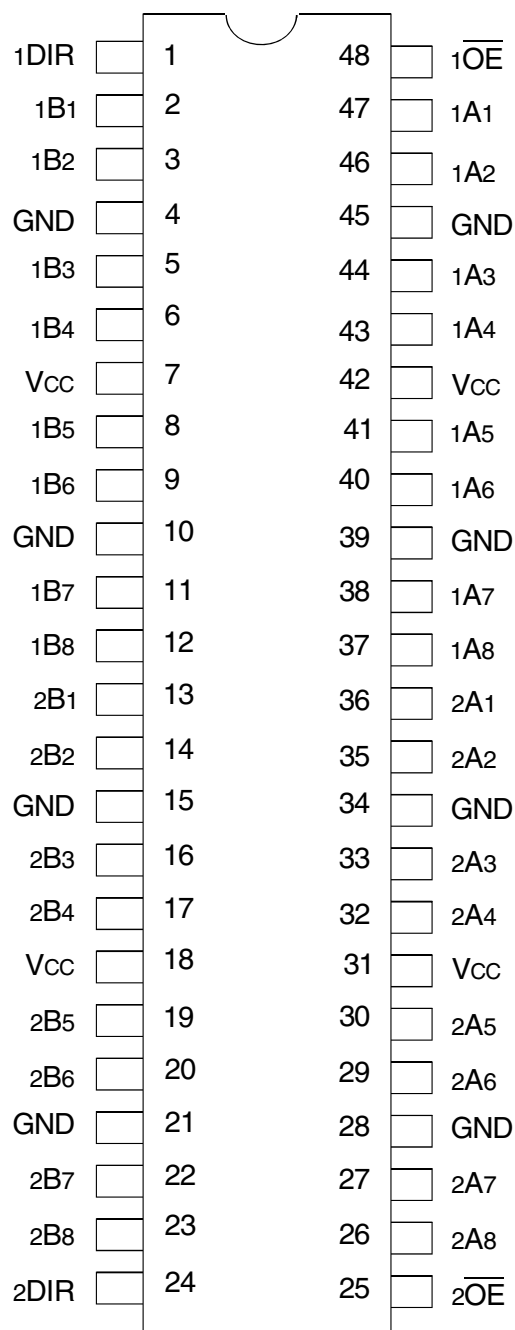 1DIR 1 48 1O̅E̅
1B1 2 47 1A1
1B2 3 46 1A2
GND 4 45 GND
1B3 5 44 1A3
1B4 6 43 1A4
VCC 7 42 VCC
1B5 8 41 1A5
1B6 9 40 1A6
GND 10 39 GND
1B7 11 38 1A7
1B8 12 37 1A8
2B1 13 36 2A1
2B2 14 35 2A2
GND 15 34 GND
2B3 16 33 2A3
2B4 17 32 2A4
VCC 18 31 VCC
2B5 19 30 2A5
2B6 20 29 2A6
GND 21 28 GND
2B7 22 27 2A7
2B8 23 26 2A8
2DIR 24 25 2O̅E̅